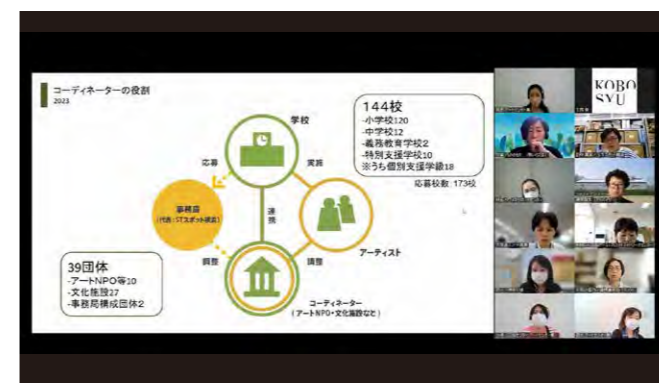 コーディネーターの役割
2023
学校
応募
実施
事務局
(代表:STスポット横浜)
連携
アーティスト
調整
調整
コーディネーター
(アートNPO・文化施設など)
144校
-小学校120
-中学校12
-義務教育学校2
-特別支援学校10
※うち個別支援学級18
応募校数:173校
39団体
-アートNPO等10
-文化施設27
-事務局構成団体2
KOBO
SYU